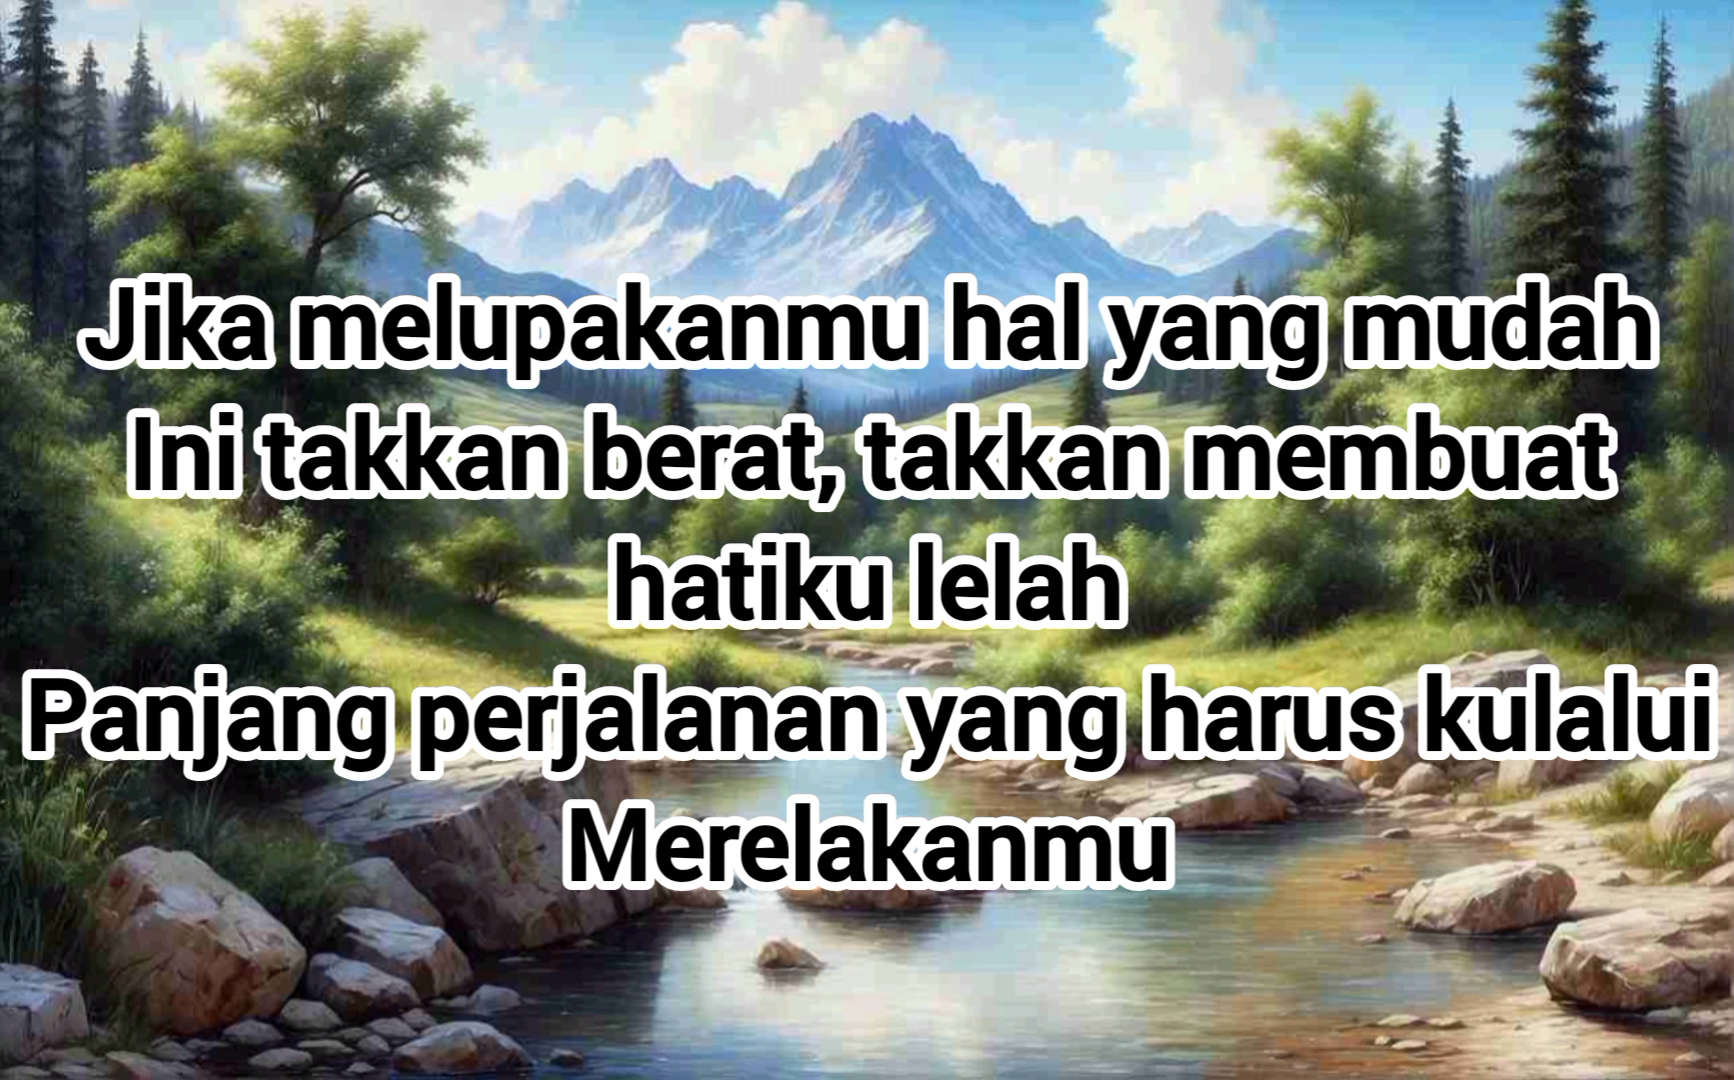 Jika melupakanmu hal yang mudah
Ini takkan berat, takkan membuat
hatiku lelah
Panjang perjalanan yang harus kulalui
Merelakanmu